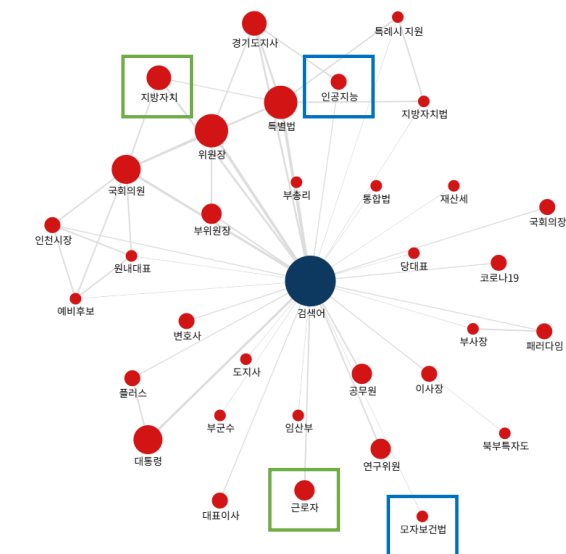 경기도지사
특례시 지원
지방자치
인공지능
지방자치법
특별법
위원장
국회의원
부총리
통합법
재산세
국회의장
인천시장
부위원장
원내대표
당대표
코로나19
검색어
예비후보
변호사
부사장
패러다임
도지사
공무원
이사장
플러스
부군수
임산부
북부특자도
대통령
연구위원
대표이사
근로자
모자보건법